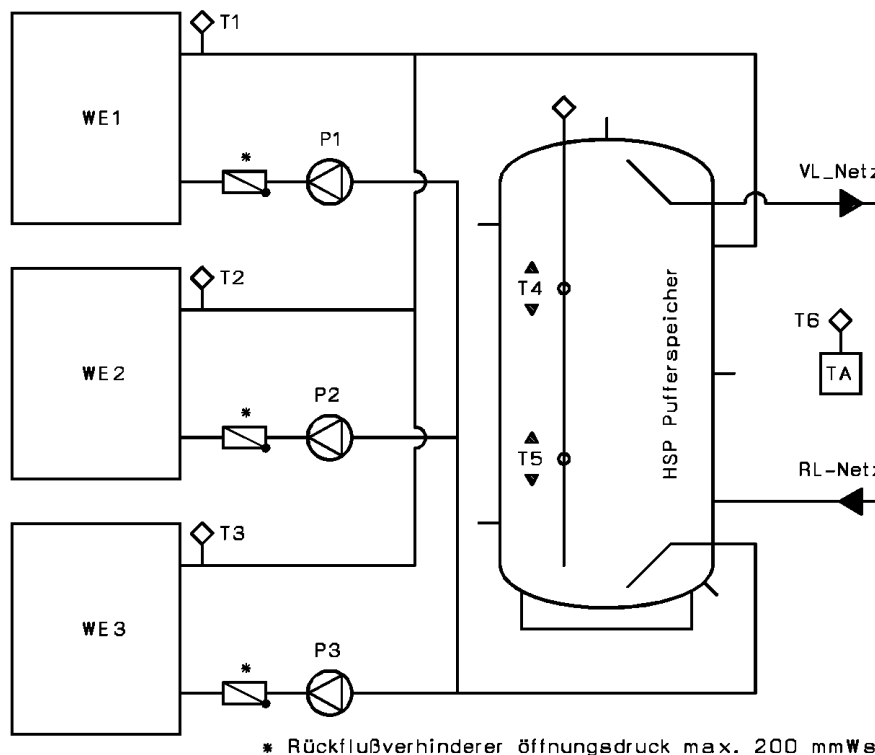 T1
WE1
*
P1
VL_Netz
T2
T4
HSP Pufferspeicher
T6
TA
WE2
*
P2
T5
RL-Netz
T3
WE3
*
P3
* Rückflußverhinderer öffnungsdruck max. 200 mmWs